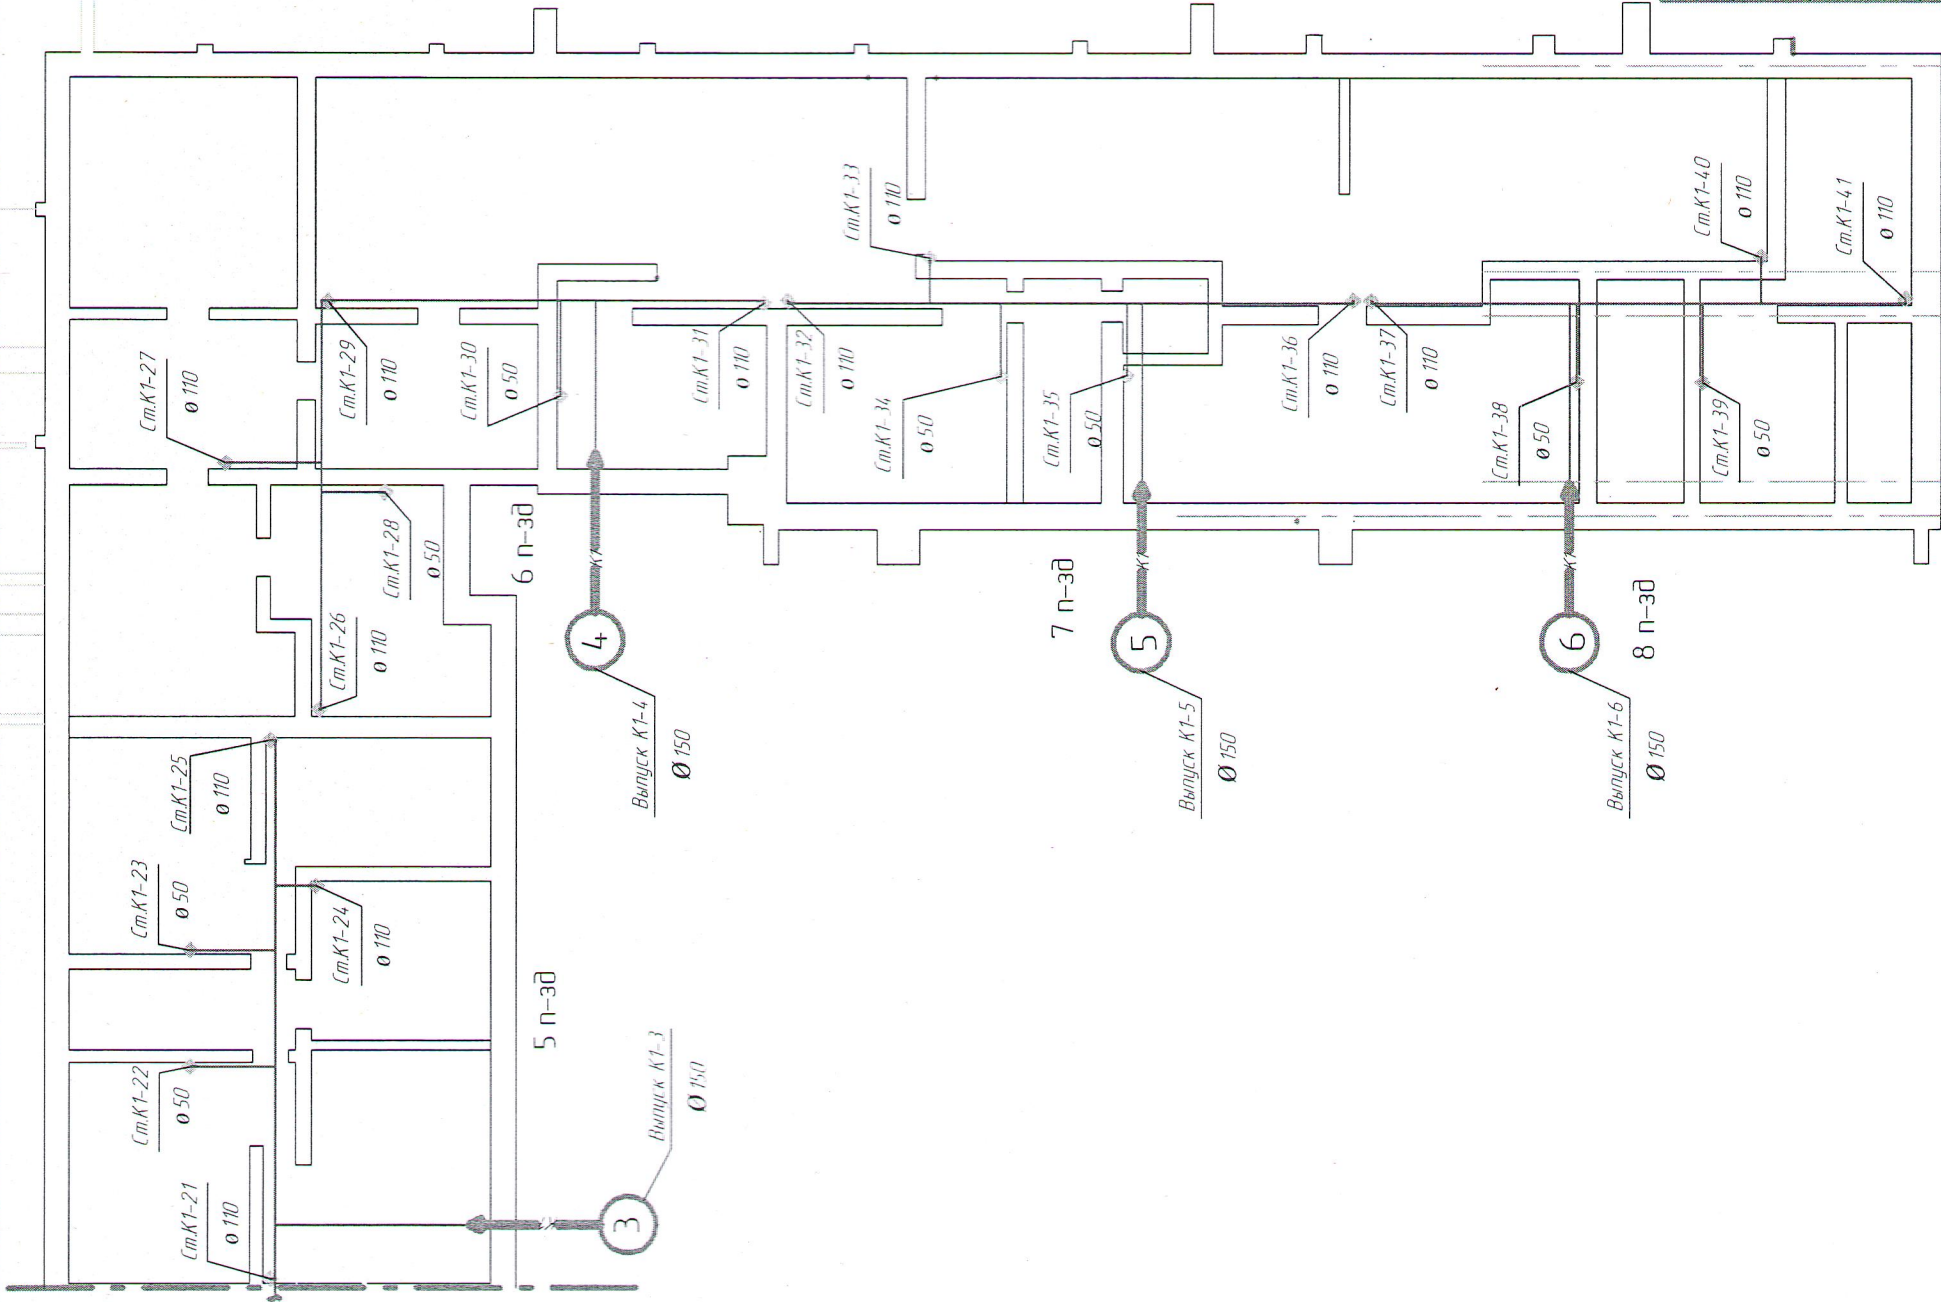 Ст.К1-21
ø 110
Ст.К1-22
ø 50
Ст.К1-23
ø 50
Ст.К1-24
ø 110
Ст.К1-25
ø 110
Ст.К1-26
ø 110
Ст.К1-27
ø 110
Ст.К1-28
ø 50
Ст.К1-29
ø 110
Ст.К1-30
ø 50
Ст.К1-31
ø 110
Ст.К1-32
ø 110
Ст.К1-33
ø 110
Ст.К1-34
ø 50
Ст.К1-35
ø 50
Ст.К1-36
ø 110
Ст.К1-37
ø 110
Ст.К1-38
ø 50
Ст.К1-39
ø 50
Ст.К1-40
ø 110
Ст.К1-41
ø 110
5 п-зд
3
Выпуск К1-3
Ø 150
6 п-зд
К1
4
Выпуск К1-4
Ø 150
7 п-зд
К1
5
Выпуск К1-5
Ø 150
К1
6
8 п-зд
Выпуск К1-6
Ø 150